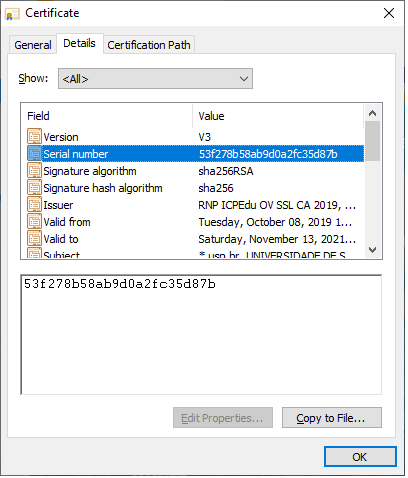 Certificate
General Details Certification Path
Show: <All>
Field Value
Version V3
Serial number 53f278b58ab9d0a2fc35d87b
Signature algorithm sha256RSA
Signature hash algorithm sha256
Issuer RNP ICPEdu OV SSL CA 2019, ...
Valid from Tuesday, October 08, 2019 1...
Valid to Saturday, November 13, 2021...
Subject *.usp.br, UNIVERSIDADE DE S...
53f278b58ab9d0a2fc35d87b
Edit Properties... Copy to File...
OK